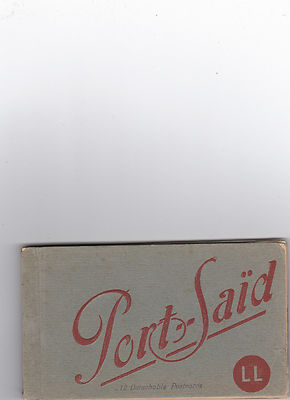 Port-Saïd
12 Detachable Postcards
LL